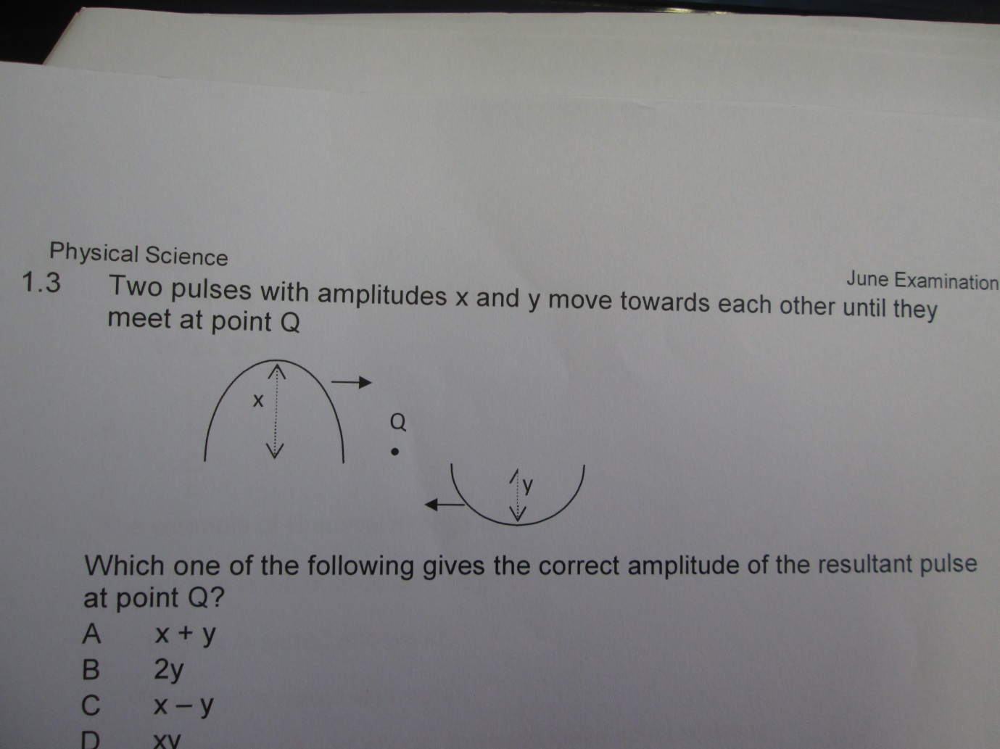 Physical Science
June Examination
1.3 Two pulses with amplitudes x and y move towards each other until they
meet at point Q
x
Q
y
Which one of the following gives the correct amplitude of the resultant pulse
at point Q?
A x + y
B 2y
C x – y
D xy